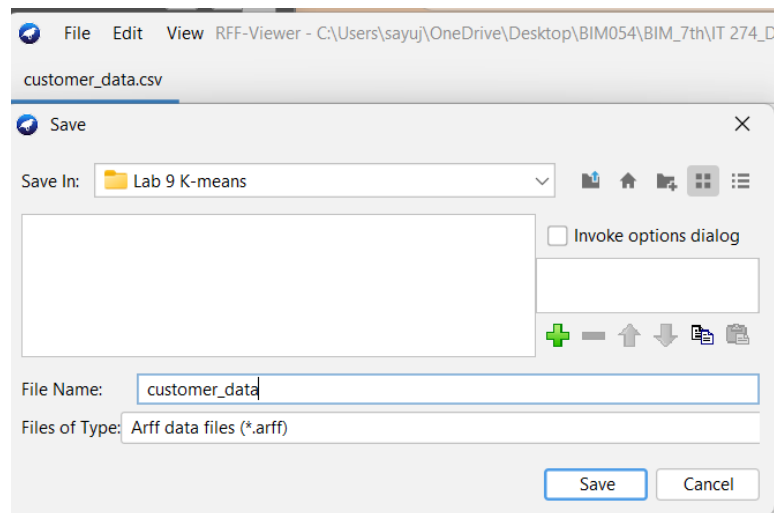 File Edit View RFF-Viewer - C:\Users\sayuj\OneDrive\Desktop\BIM054\BIM_7th\IT 274_D
customer_data.csv
Save
Save In: Lab 9 K-means
Invoke options dialog
File Name: customer_data
Files of Type: Arff data files (*.arff)
Save Cancel